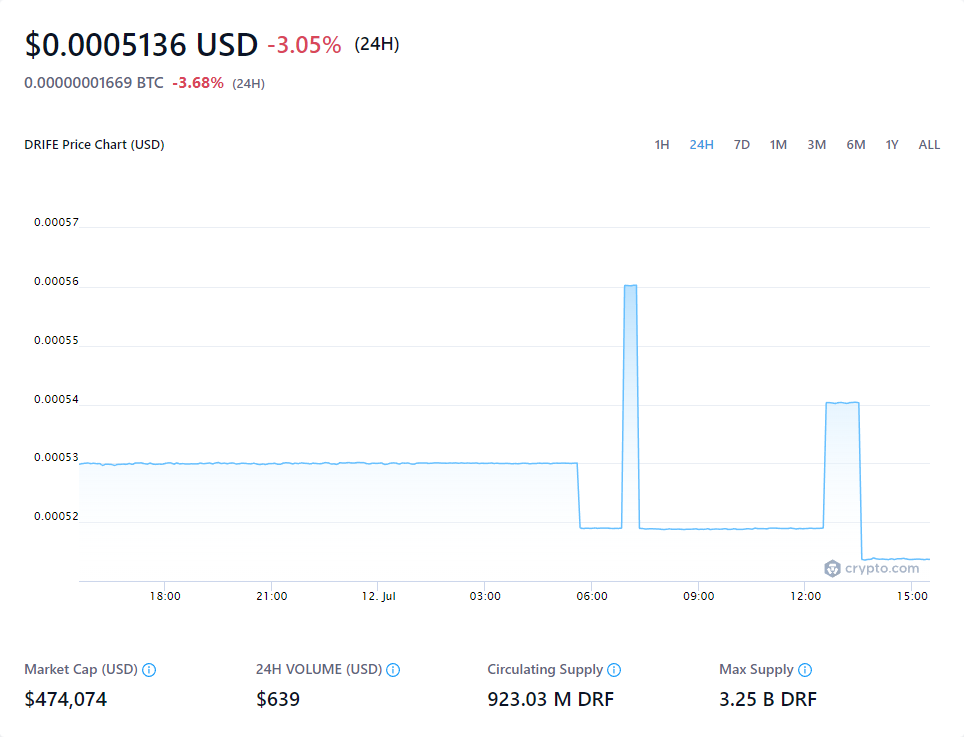 $0.0005136 USD -3.05% (24H)
0.00000001669 BTC -3.68% (24H)
DRIFE Price Chart (USD) 1H 24H 7D 1M 3M 6M 1Y ALL
0.00057
0.00056
0.00055
0.00054
0.00053
0.00052
crypto.com
18:00 21:00 12. Jul 03:00 06:00 09:00 12:00 15:00
Market Cap (USD) 24H VOLUME (USD) Circulating Supply Max Supply
$474,074 $639 923.03 M DRF 3.25 B DRF